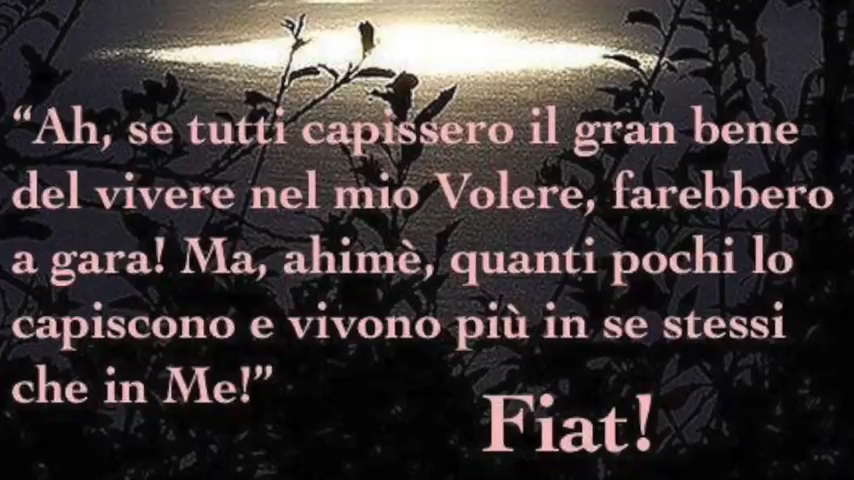 “Ah, se tutti capissero il gran bene
del vivere nel mio Volere, farebbero
a gara! Ma, ahimè, quanti pochi lo
capiscono e vivono più in se stessi
che in Me!”
Fiat!